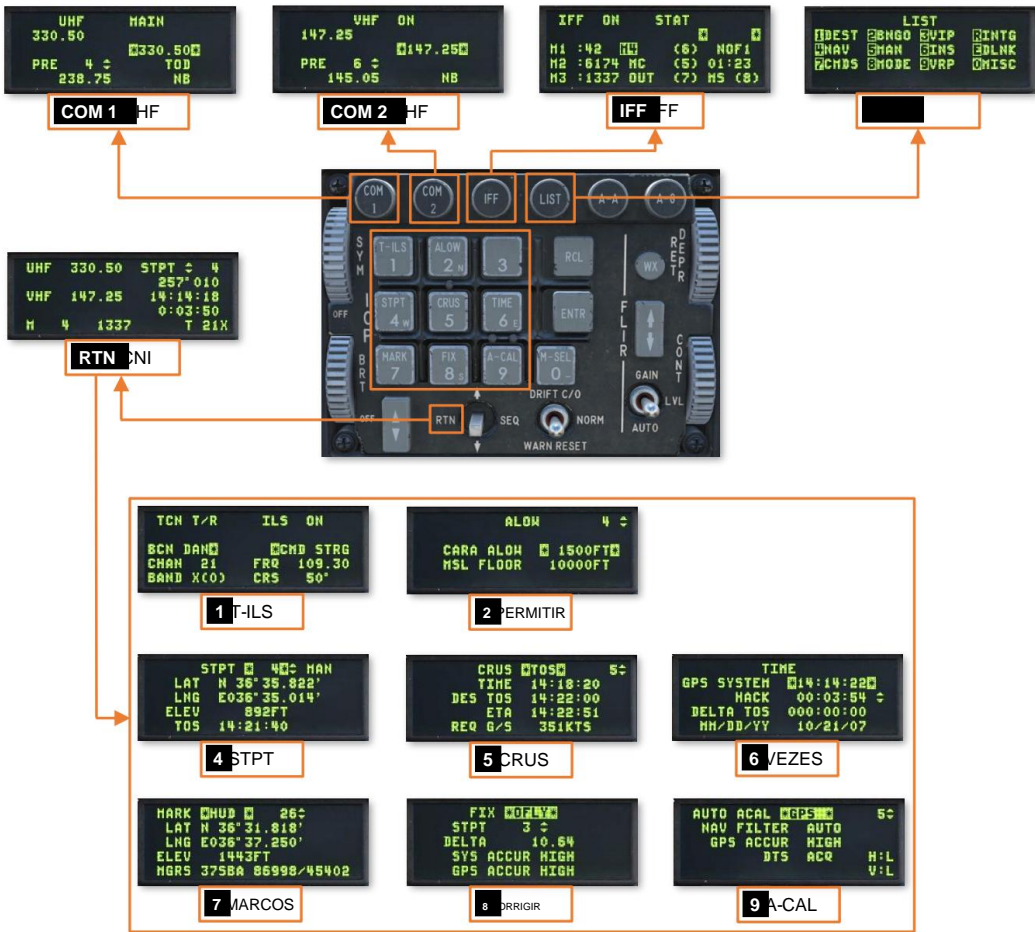 UHF MAIN
330.50
*330.50*
PRE 4 TOD
238.75 NB
COM 1 HF
VHF ON
147.25
*147.25*
PRE 6
145.05 NB
COM 2 HF
IFF ON STAT
* *
M1 :42 M4 (6) NOF1
M2 :6174 MC (5) 01:23
M3 :1337 OUT (7) MS (8)
IFF FF
LIST
1DEST 2BNGO 3VIP RINTG
4NAV 5MAN 6INS EDLNK
7CMDS 8MODE 9VRP 0MISC
COM 1
COM 2
IFF
LIST
A-A
A-G
SYM
T-ILS 1
ALOW 2 N
3
RCL
WX
RET DEPR
OFF
ICP
STPT 4 W
CRUS 5
TIME 6 E
ENTR
FLIR
BRT
MARK 7
FIX 8 S
A-CAL 9
M-SEL 0 -
CONT
GAIN
LVL
AUTO
OFF
RTN
SEQ
DRIFT C/O
NORM
WARN RESET
UHF 330.50 STPT 4
257° 010
VHF 147.25 14:14:18
0:03:50
M 4 1337 T 21X
RTN CNI
TCN T/R ILS ON
BCN DAN* *CMD STRG
CHAN 21 FRQ 109.30
BAND X(0) CRS 50°
1 T-ILS
ALOW 4
CARA ALOW * 1500FT*
MSL FLOOR 10000FT
2 PERMITIR
STPT * 4* MAN
LAT N 36°35.822'
LNG E036°35.014'
ELEV 892FT
TOS 14:21:40
4 STPT
CRUS *TOS* 5
TIME 14:18:20
DES TOS 14:22:00
ETA 14:22:51
REQ G/S 351KTS
5 CRUS
TIME
GPS SYSTEM *14:14:22*
HACK 00:03:54
DELTA TOS 000:00:00
MM/DD/YY 10/21/07
6 VEZES
MARK *HUD * 26
LAT N 36°31.818'
LNG E036°37.250'
ELEV 1443FT
MGRS 37SBA 86998/45402
7 MARCOS
FIX *OFLY*
STPT 3
DELTA 10.64
SYS ACCUR HIGH
GPS ACCUR HIGH
8 ORRIGIR
AUTO ACAL *GPS * 5
NAV FILTER AUTO
GPS ACCUR HIGH
DTS ACQ H:L
V:L
9 A-CAL